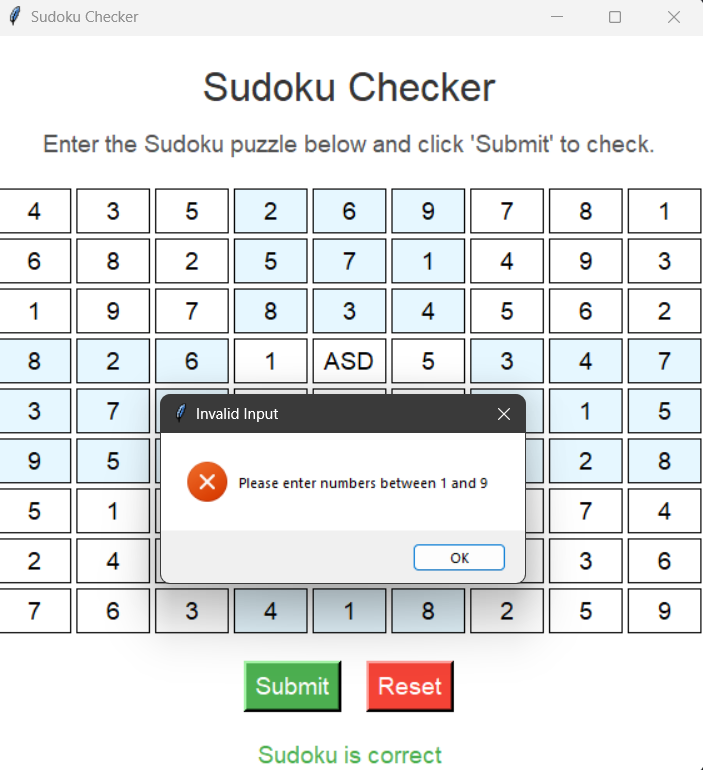 Sudoku Checker
Sudoku Checker
Enter the Sudoku puzzle below and click 'Submit' to check.
4 3 5 2 6 9 7 8 1
6 8 2 5 7 1 4 9 3
1 9 7 8 3 4 5 6 2
8 2 6 1 ASD 5 3 4 7
3 7 1 5
Invalid Input
9 5 2 8
Please enter numbers between 1 and 9
5 1 7 4
2 4 3 6
OK
7 6 3 4 1 8 2 5 9
Submit Reset
Sudoku is correct